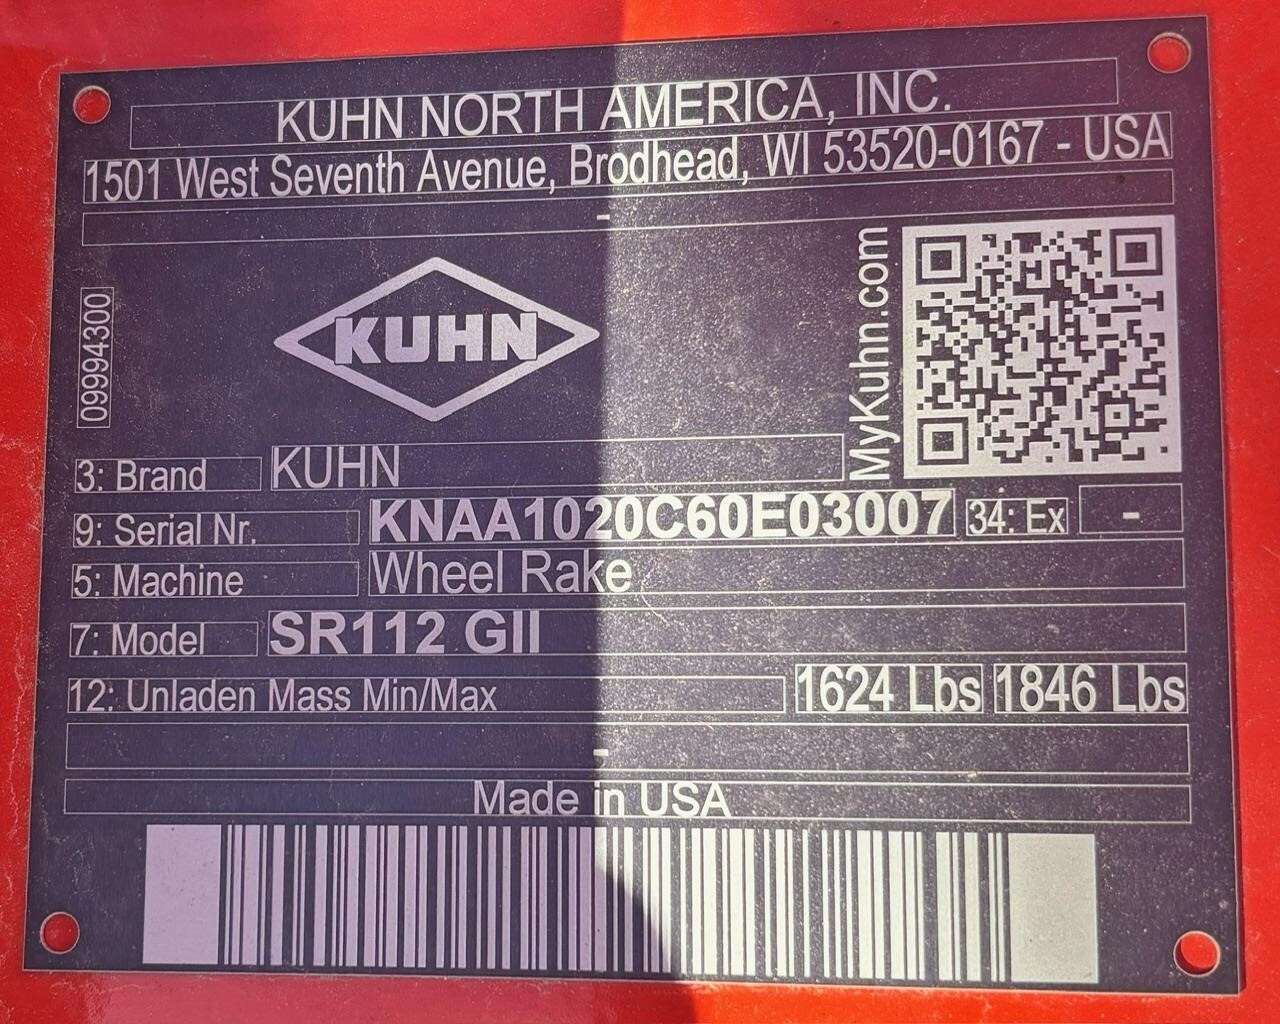 KUHN NORTH AMERICA, INC.
1501 West Seventh Avenue, Brodhead, WI 53520-0167 - USA
-
09994300
KUHN
MyKuhn.com
3: Brand KUHN
9: Serial Nr. KNAA1020C60E03007 34: Ex -
5: Machine Wheel Rake
7: Model SR112 GII
12: Unladen Mass Min/Max 1624 Lbs 1846 Lbs
-
Made in USA